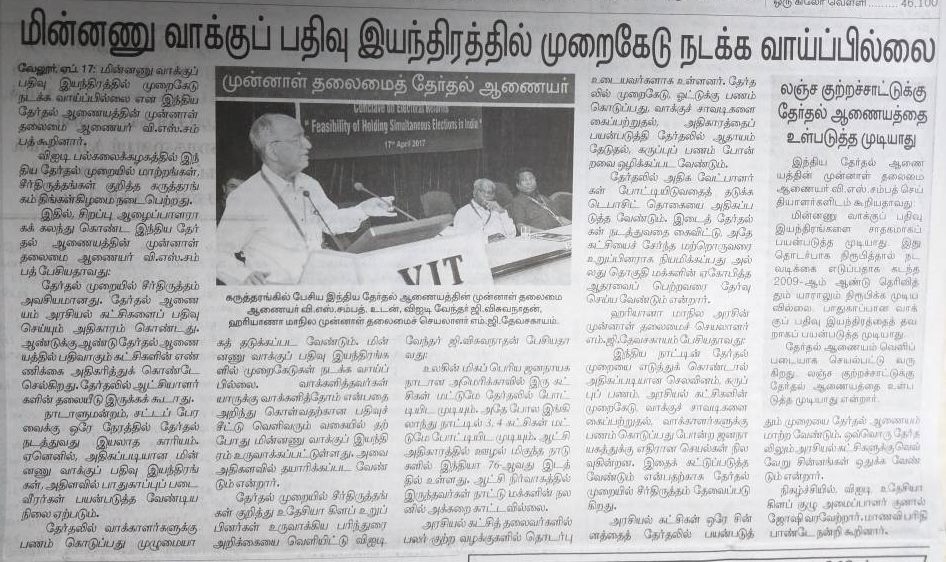 ஒரு கிலோ வெள்ளி ......... 46,100
மின்னணு வாக்குப் பதிவு இயந்திரத்தில் முறைகேடு நடக்க வாய்ப்பில்லை
வேலூர், ஏப். 17: மின்னணு வாக்குப்
பதிவு இயந்திரத்தில் முறைகேடு
நடக்க வாய்ப்பில்லை என இந்திய
தேர்தல் ஆணையத்தின் முன்னாள்
தலைமை ஆணையர் வி.எஸ்.சம்
பத் கூறினார்.
விஐடி பல்கலைக்கழகத்தில் இந்
திய தேர்தல் முறையில் மாற்றங்கள்,
சீர்திருத்தங்கள் குறித்த கருத்தரங்
கம் திங்கள்கிழமை நடைபெற்றது.
இதில், சிறப்பு அழைப்பாளரா
கக் கலந்து கொண்ட இந்திய தேர்
தல் ஆணையத்தின் முன்னாள்
தலைமை ஆணையர் வி.எஸ்.சம்
பத் பேசியதாவது:
தேர்தல் முறையில் சீர்திருத்தம்
அவசியமானது. தேர்தல் ஆணை
யம் அரசியல் கட்சிகளைப் பதிவு
செய்யும் அதிகாரம் கொண்டது.
ஆண்டுக்கு ஆண்டு தேர்தல் ஆணை
யத்தில் பதிவாகும் கட்சிகளின் எண்
ணிக்கை அதிகரித்துக் கொண்டே
செல்கிறது. தேர்தலில் ஆட்சியாளர்
களின் தலையீடு இருக்கக் கூடாது.
நாடாளுமன்றம், சட்டப் பேர
வைக்கு ஒரே நேரத்தில் தேர்தல்
நடத்துவது இயலாத காரியம்.
ஏனெனில், அதிகப்படியான மின்
னணு வாக்குப் பதிவு இயந்திரங்
கள், அதிகளவில் பாதுகாப்புப் படை
வீரர்கள் பயன்படுத்த வேண்டிய
நிலை ஏற்படும்.
தேர்தலில் வாக்காளர்களுக்கு
பணம் கொடுப்பது முழுமையா
முன்னாள் தலைமைத் தேர்தல் ஆணையர்
Conclave on Electoral Reforms
" Feasibility of Holding Simultaneous Elections in India"
17th April 2017
VIT
கருத்தரங்கில் பேசிய இந்திய தேர்தல் ஆணையத்தின் முன்னாள் தலைமை
ஆணையர் வி.எஸ்.சம்பத். உடன், விஐடி வேந்தர் ஜி.விசுவநாதன்,
ஹரியாணா மாநில முன்னாள் தலைமைச் செயலாளர் எம்.ஜி.தேவசகாயம்.
கத் தடுக்கப்பட வேண்டும். மின்
னணு வாக்குப் பதிவு இயந்திரங்க
ளில் முறைகேடுகள் நடக்க வாய்ப்
பில்லை. வாக்களித்தவர்கள்
யாருக்கு வாக்களித்தோம் என்பதை
அறிந்து கொள்வதற்கான பதிவுச்
சீட்டு வெளிவரும் வகையில் தற்
போது மின்னணு வாக்குப் பதிவு இயந்தி
ரம் உருவாக்கப்பட்டுள்ளது. அவை
அதிகளவில் தயாரிக்கப்பட வேண்
டும் என்றார்.
தேர்தல் முறையில் சீர்திருத்தங்
கள் குறித்து உதேசியா கிளப் உறுப்
பினர்கள் உருவாக்கிய பரிந்துரை
அறிக்கையை வெளியிட்டு விஐடி
வேந்தர் ஜி.விசுவநாதன் பேசியதா
வது:
உலகின் மிகப் பெரிய ஜனநாயக
நாடான அமெரிக்காவில் இரு கட்
சிகள் மட்டுமே தேர்தலில் போட்டி
யிட முடியும். அதே போல இங்கி
லாந்து நாட்டில் 3, 4 கட்சிகள் மட்
டுமே போட்டியிட முடியும். ஆட்சி
அதிகாரத்தில் ஊழல் மிகுந்த நாடு
களில் இந்தியா 76-ஆவது இடத்
தில் உள்ளது. ஆட்சி நிர்வாகத்தில்
இருந்தவர்கள் நாட்டு மக்களின் நல
னில் அக்கறை காட்டவில்லை.
அரசியல் கட்சித் தலைவர்களில்
பலர் குற்ற வழக்குகளில் தொடர்பு
உடையவர்களாக உள்ளனர். தேர்த
லில் முறைகேடு, ஓட்டுக்கு பணம்
கொடுப்பது, வாக்குச் சாவடிகளை
கைப்பற்றுதல், அதிகாரத்தைப்
பயன்படுத்தி தேர்தலில் ஆதாயம்
தேடுதல், கருப்புப் பணம் போன்
றவை ஒழிக்கப்பட வேண்டும்.
தேர்தலில் அதிக வேட்பாளர்
கள் போட்டியிடுவதைத் தடுக்க
டெபாசிட் தொகையை அதிகப்ப
டுத்த வேண்டும். இடைத் தேர்தல்
கள் நடத்துவதை கைவிட்டு, அதே
கட்சியைச் சேர்ந்த மற்றொருவரை
உறுப்பினராக நியமிக்கப்பது அல்
லது தொகுதி மக்களின் ஏகோபித்த
ஆதரவைப் பெற்றவரை தேர்வு
செய்ய வேண்டும் என்றார்.
ஹரியாணா மாநில அரசின்
முன்னாள் தலைமைச் செயலாளர்
எம்.ஜி.தேவசகாயம் பேசியதாவது:
இந்திய நாட்டின் தேர்தல்
முறையை எடுத்துக் கொண்டால்
அதிகப்படியான செலவினம், கருப்
புப் பணம், அரசியல் கட்சிகளின்
முறைகேடு, வாக்குச் சாவடிகளை
கைப்பற்றுதல், வாக்காளர்களுக்கு
பணம் கொடுப்பது போன்ற ஜனநா
யகத்துக்கு எதிரான செயல்கள் நில
வுகின்றன. இதைக் கட்டுப்படுத்த
வேண்டும் என்பதற்காக தேர்தல்
முறையில் சீர்திருத்தம் தேவைப்படு
கிறது.
அரசியல் கட்சிகள் ஒரே சின்
னத்தைத் தேர்தலில் பயன்படுத்
லஞ்ச குற்றச்சாட்டுக்கு
தேர்தல் ஆணையத்தை
உள்படுத்த முடியாது
இந்திய தேர்தல் ஆணை
யத்தின் முன்னாள் தலைமை
ஆணையர் வி.எஸ்.சம்பத் செய்
தியாளர்களிடம் கூறியதாவது:
மின்னணு வாக்குப் பதிவு
இயந்திரங்களை சாதகமாகப்
பயன்படுத்த முடியாது. இது
தொடர்பாக நிரூபித்தால் நட
வடிக்கை எடுப்பதாக கடந்த
2009-ஆம் ஆண்டு தெரிவித்
தும் யாராலும் நிரூபிக்க முடிய
வில்லை. பாதுகாப்பான வாக்
குப் பதிவு இயந்திரத்தைத் தவ
றாகப் பயன்படுத்த முடியாது.
தேர்தல் ஆணையம் வெளிப்
படையாக செயல்பட்டு வரு
கிறது. லஞ்ச குற்றச்சாட்டுக்கு
தேர்தல் ஆணையத்தை உள்ப
டுத்த முடியாது என்றார்.
தும் முறையை தேர்தல் ஆணையம்
மாற்ற வேண்டும். ஒவ்வொரு தேர்த
லிலும் அரசியல் கட்சிகளுக்கு வெவ்
வேறு சின்னங்கள் ஒதுக்க வேண்
டும் என்றார்.
நிகழ்ச்சியில், விஐடி உதேசியா
கிளப் குழு அமைப்பாளர் குனால்
ஜோஷி வரவேற்றார். மாணவி பரிதி
பாண்டே நன்றி கூறினார்.